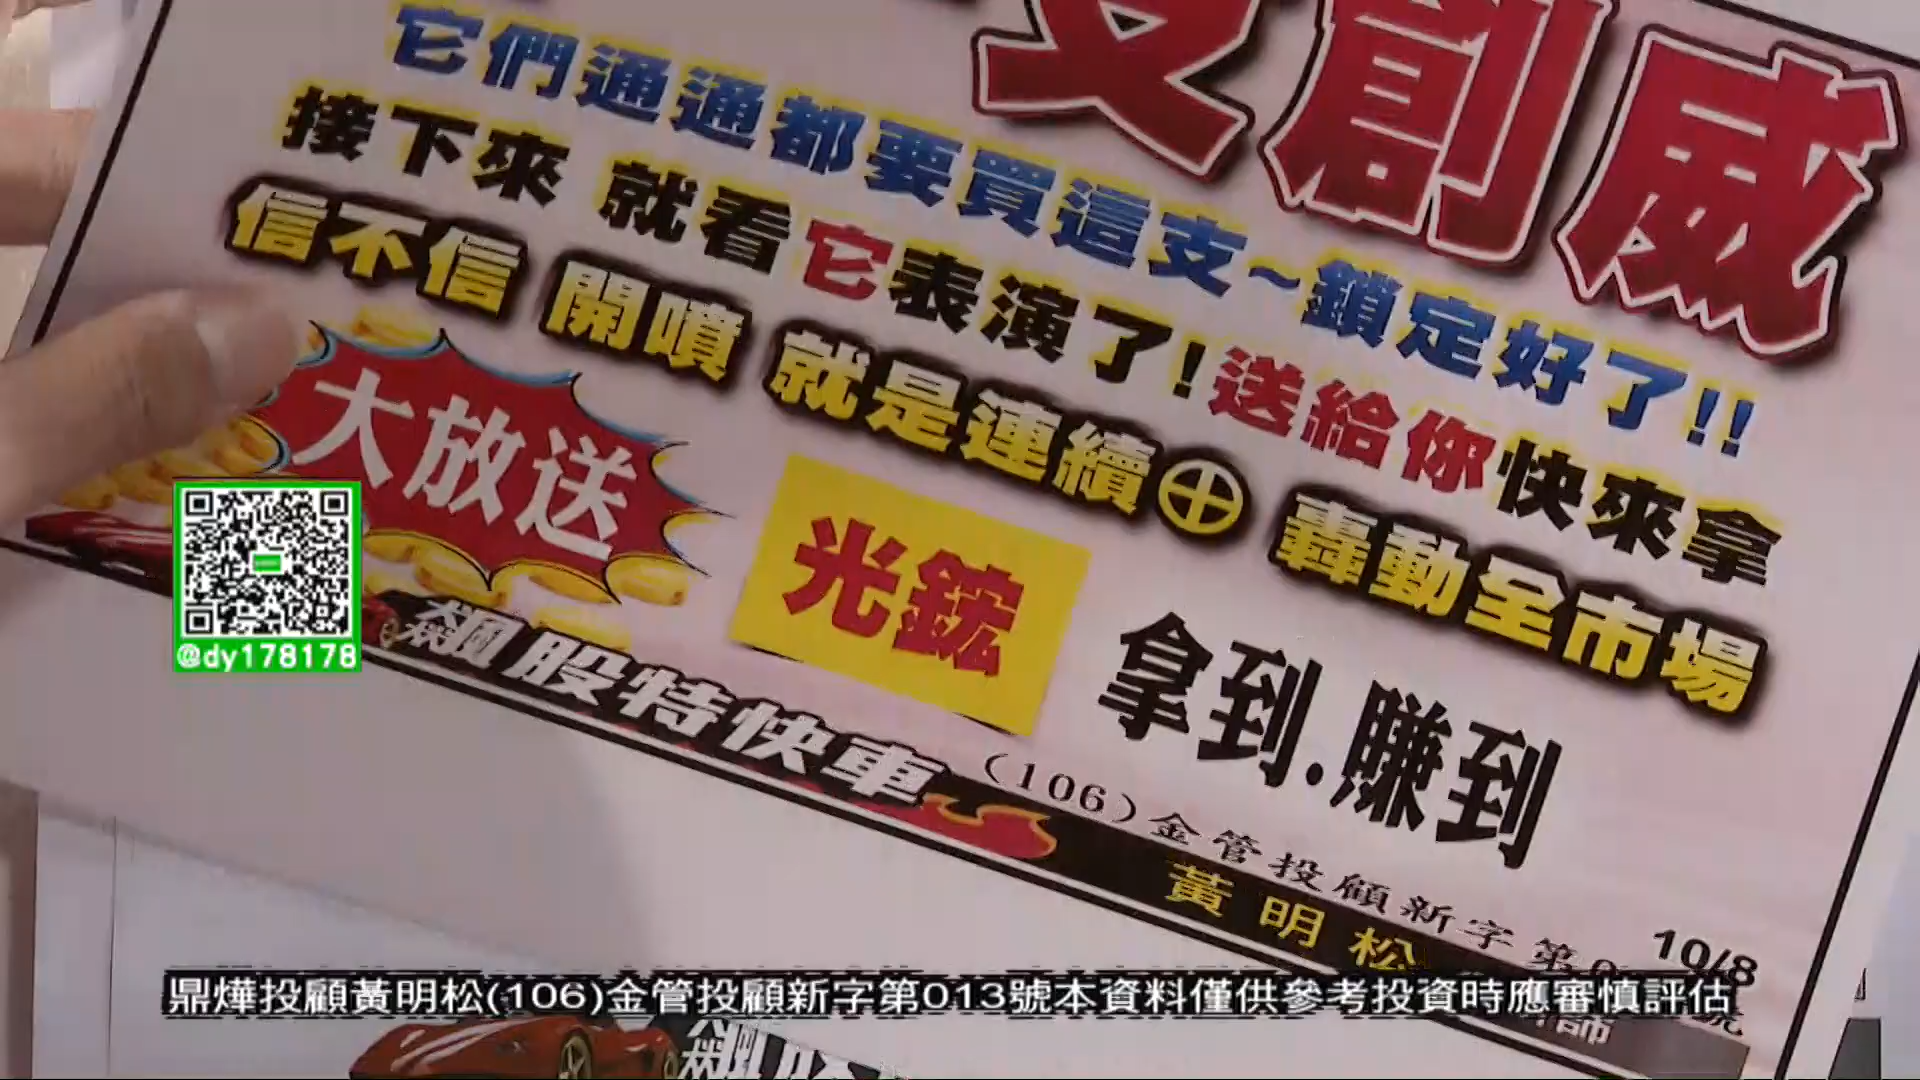 支創威
它們通通都要買這支~鎖定好了!!
接下來 就看它表演了!送給你快來拿
信不信 開噴 就是連續⊕ 轟動全市場
大放送
光鋐
拿到.賺到
飆股特快車
(106)金管投顧新字第0
黃明松
10/8
@dy178178
鼎燁投顧黃明松(106)金管投顧新字第013號本資料僅供參考投資時應審慎評估
號
師
飆股